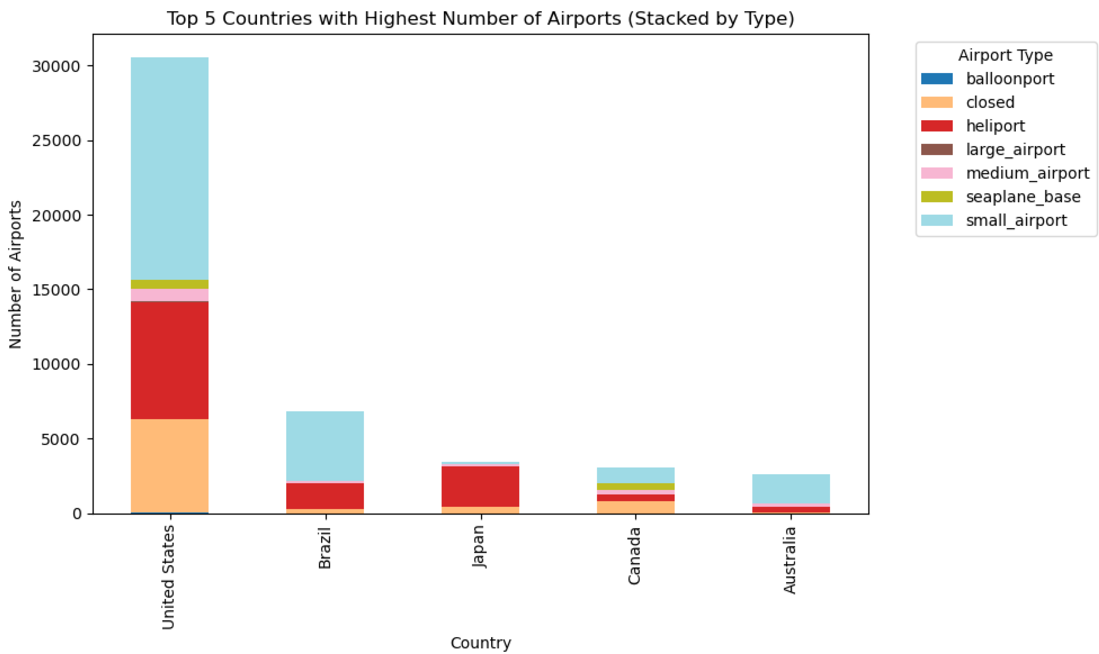 Top 5 Countries with Highest Number of Airports (Stacked by Type)
Number of Airports
30000
25000
20000
15000
10000
5000
0
United States
Brazil
Japan
Canada
Australia
Country
Airport Type
balloonport
closed
heliport
large_airport
medium_airport
seaplane_base
small_airport